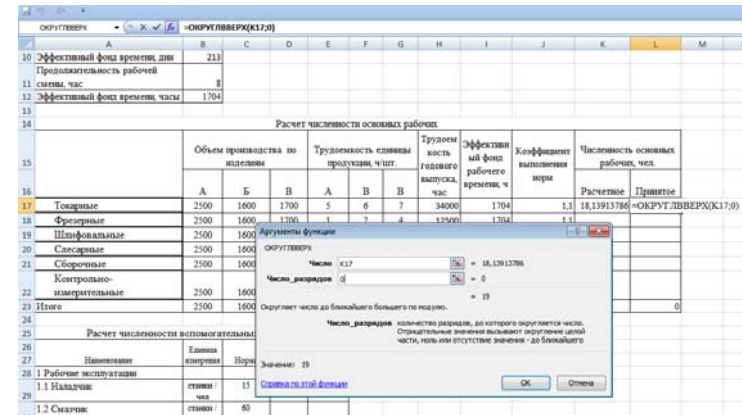 ОКРУГЛВВЕРХ =ОКРУГЛВВЕРХ(K17;0)
A B C D E F G H I J K L M
10 Эффективный фонд времени, дни 213
Продолжительность рабочей
11 смены, час 8
12 Эффективный фонд времени, часы 1704
13
14 Расчет численности основных рабочих
15 Объем производства по изделиям Трудоемкость единицы продукции, ч/шт. Трудоемкость годового выпуска, час Эффективный фонд рабочего времени, ч Коэффициент выполнения норм Численность основных рабочих, чел.
16 А Б В А В В Расчетное Принятое
17 Токарные 2500 1600 1700 5 6 7 34000 1704 1,1 18,13913786 =ОКРУГЛВВЕРХ(K17;0)
18 Фрезерные 2500 1600 1700 1 2 4 12500 1704 1,1
19 Шлифовальные 2500 1600
20 Слесарные 2500 1600
21 Сборочные 2500 1600
Контрольно-
22 измерительные 2500 1600
23 Итого 2500 1600 0
24
25 Расчет численности вспомогательных
26 Единица
27 Наименование измерения Норм
28 1 Рабочие эксплуатации
29 1.1 Наладчик станки / чел 15
1.2 Смазчик станки / 60
Аргументы функции
ОКРУГЛВВЕРХ
Число K17 = 18,13913786
Число_разрядов 0 = 0
= 19
Округляет число до ближайшего большего по модулю.
Число_разрядов количество разрядов, до которого округляется число.
Отрицательные значения вызывают округление целой
части, ноль или отсутствие значения - до ближайшего
Значение: 19
Справка по этой функции ОК Отмена